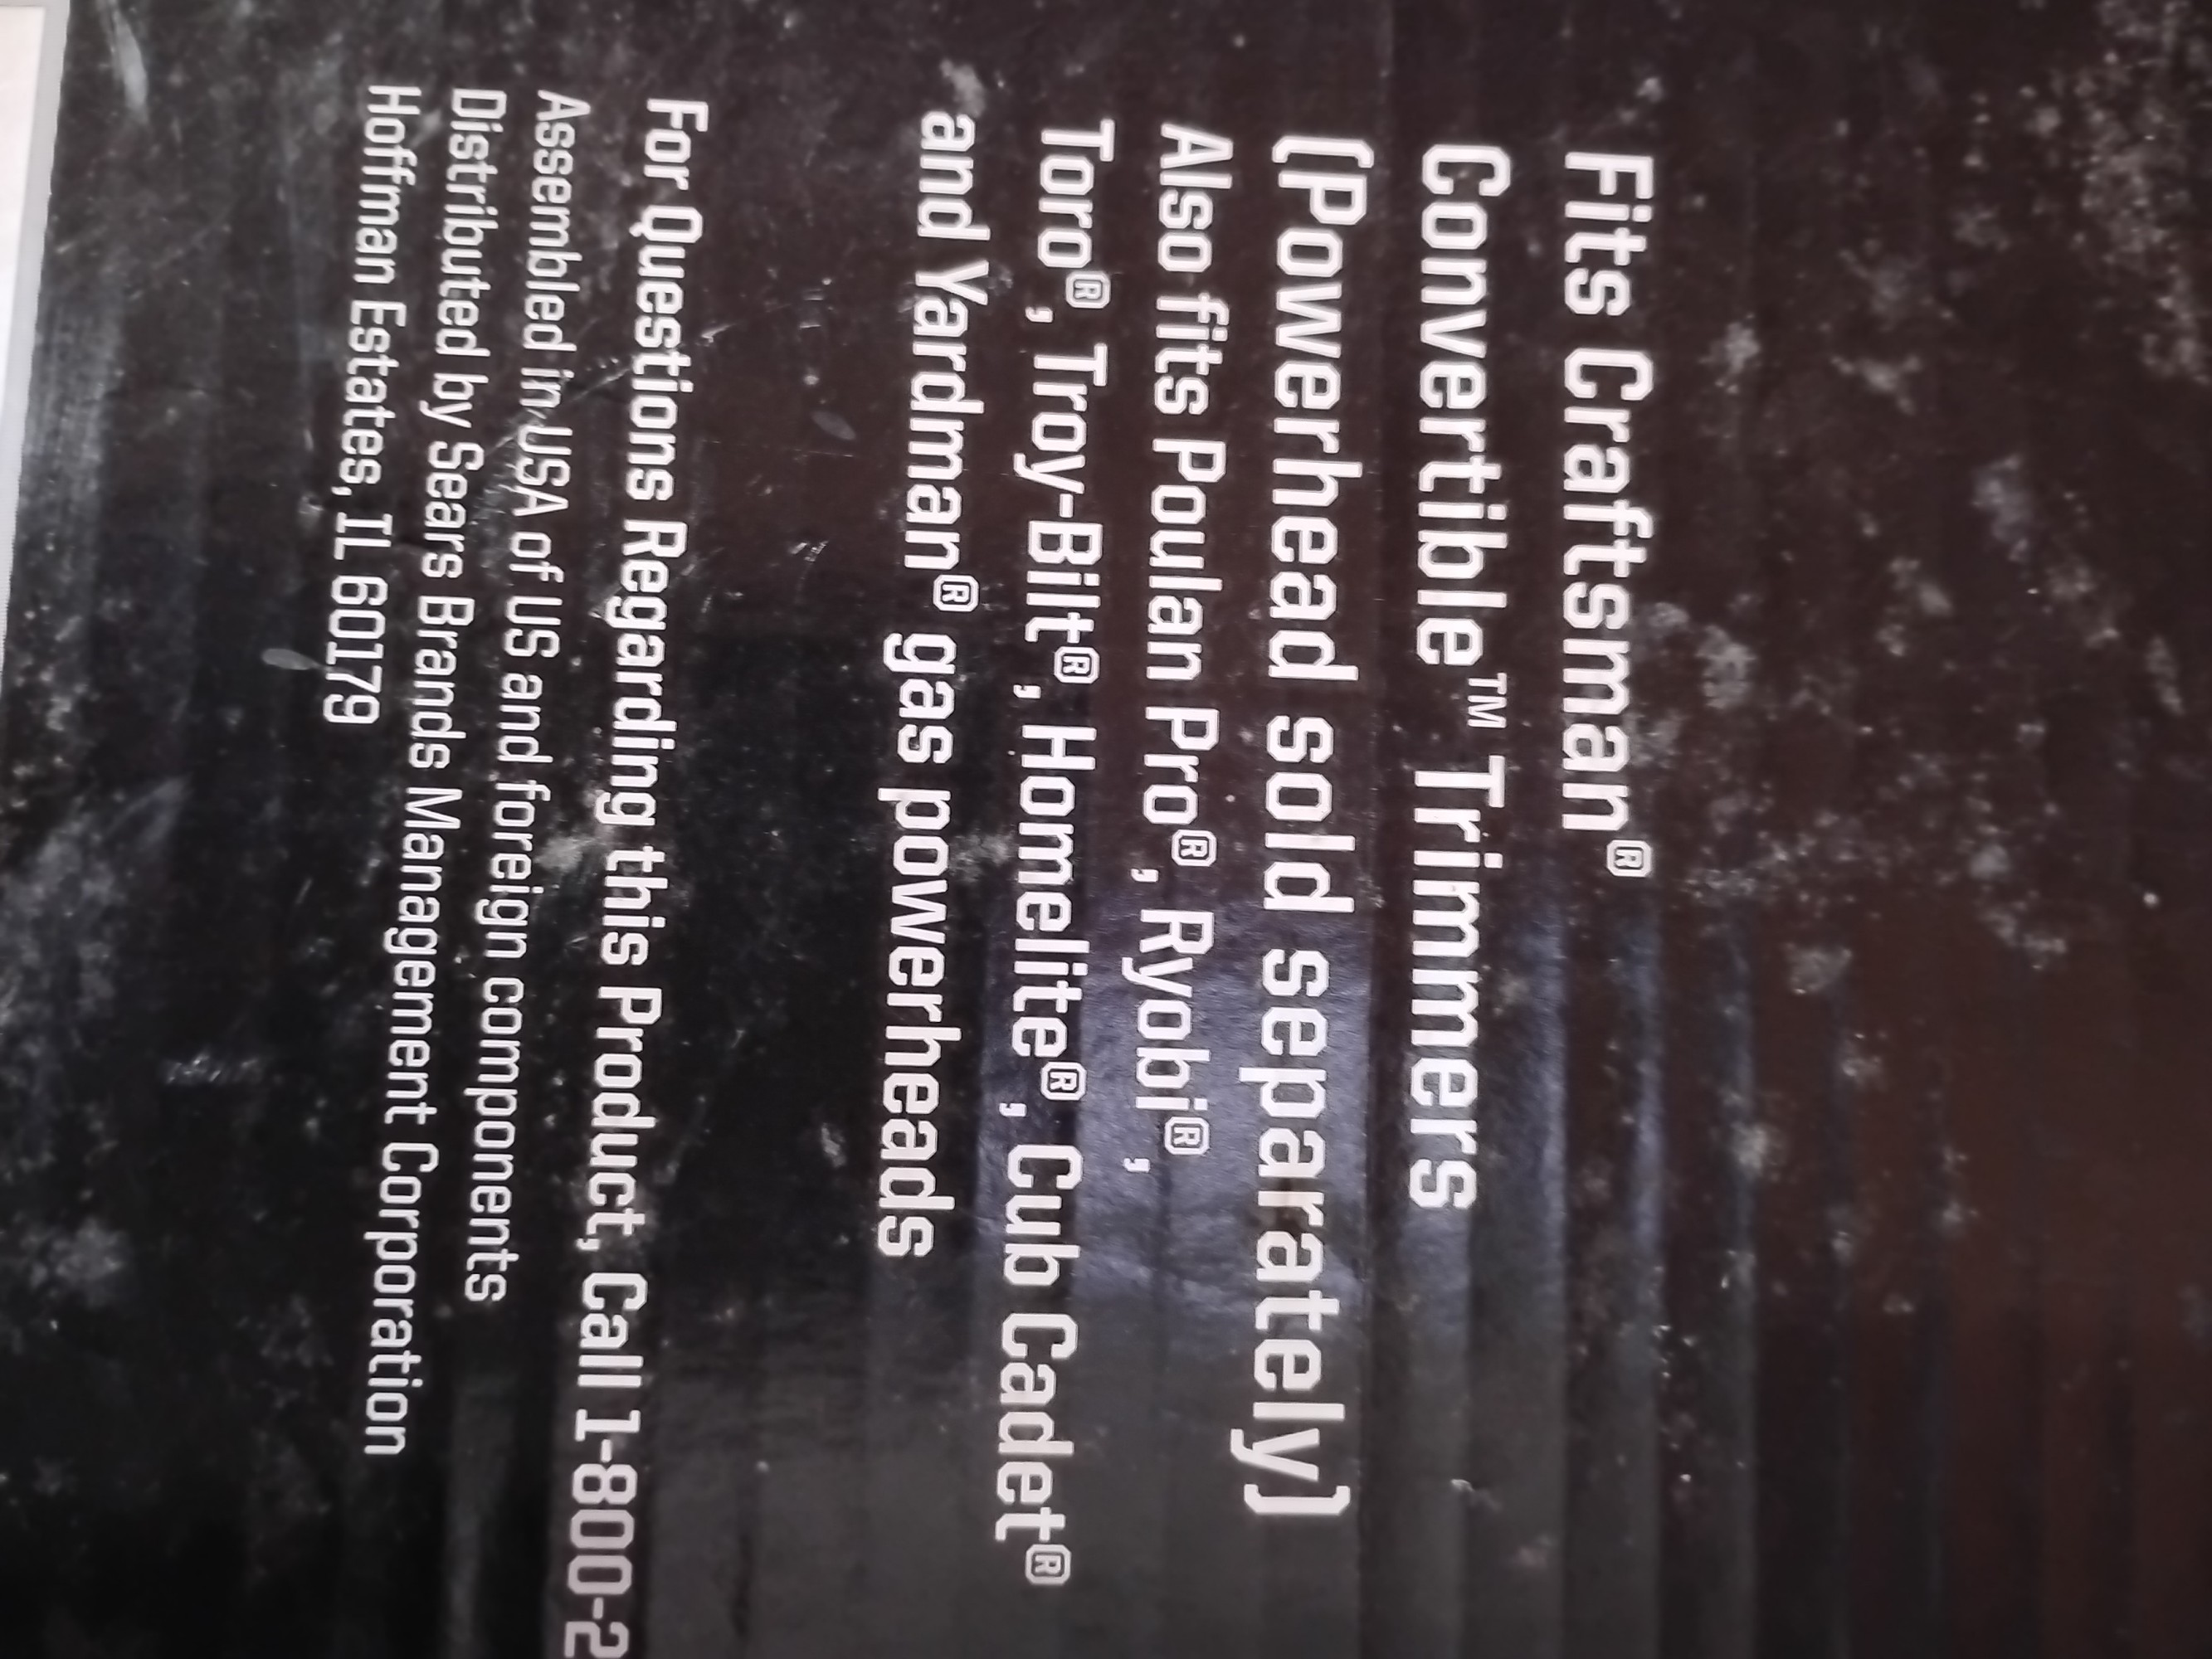 Fits Craftsman®
Convertible™ Trimmers
(Powerhead sold separately)
Also fits Poulan Pro®, Ryobi®,
Toro®, Troy-Bilt®, Homelite®, Cub Cadet®
and Yardman® gas powerheads
For Questions Regarding this Product, Call 1-800-2
Assembled in USA of US and foreign components
Distributed by Sears Brands Management Corporation
Hoffman Estates, IL 60179